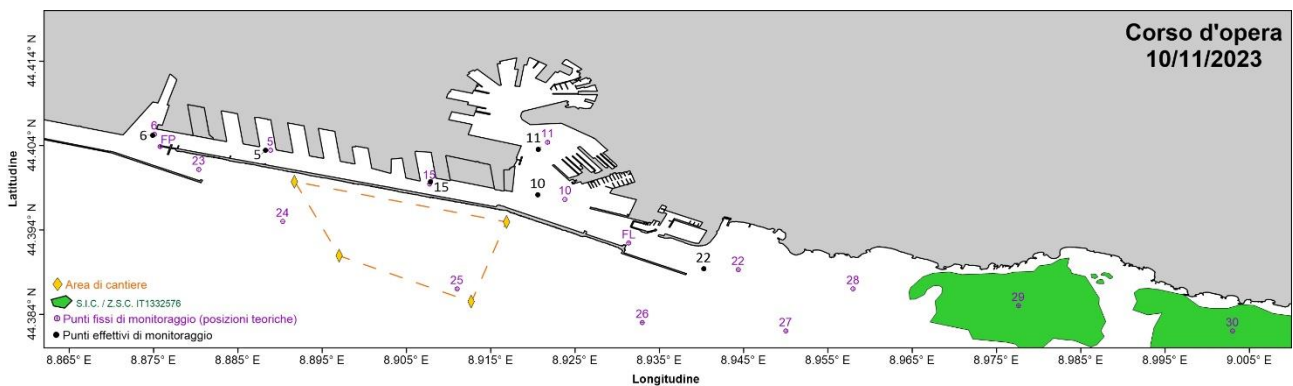 Corso d'opera
10/11/2023
Latitudine
44.414° N
44.404° N
44.394° N
44.384° N
6
6
FP
23
5
5
15
15
11
11
10
10
FL
22
22
24
25
26
27
28
29
30
Area di cantiere
S.I.C. / Z.S.C. IT1332576
Punti fissi di monitoraggio (posizioni teoriche)
Punti effettivi di monitoraggio
8.865° E 8.875° E 8.885° E 8.895° E 8.905° E 8.915° E 8.925° E 8.935° E 8.945° E 8.955° E 8.965° E 8.975° E 8.985° E 8.995° E 9.005° E
Longitudine